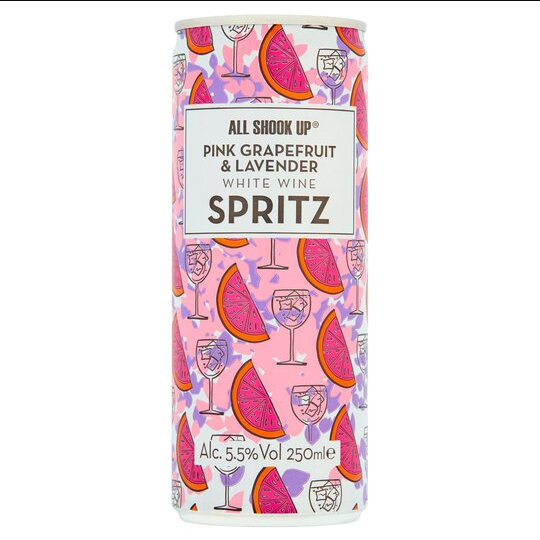 ALL SHOOK UP®
PINK GRAPEFRUIT
& LAVENDER
WHITE WINE
SPRITZ
Alc. 5.5% Vol 250ml℮